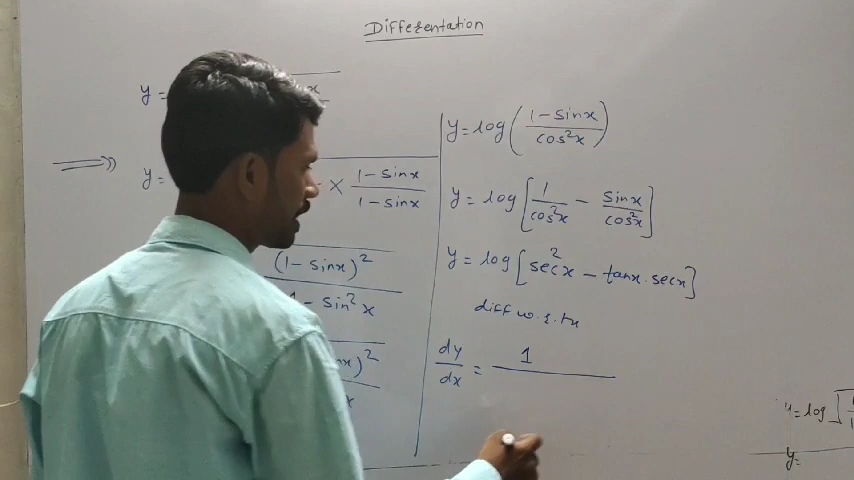 Differentation
y =
x
y = × 1-sinx / 1-sinx
(1-sinx)² / 1-sin²x
nx)² / x
y = log (1-sinx / cos²x)
y = log [1/cos²x - sinx/cos²x]
y = log [sec²x - tanx.secx]
diff w.r.tx
dy/dx = 1
y = log √
y =